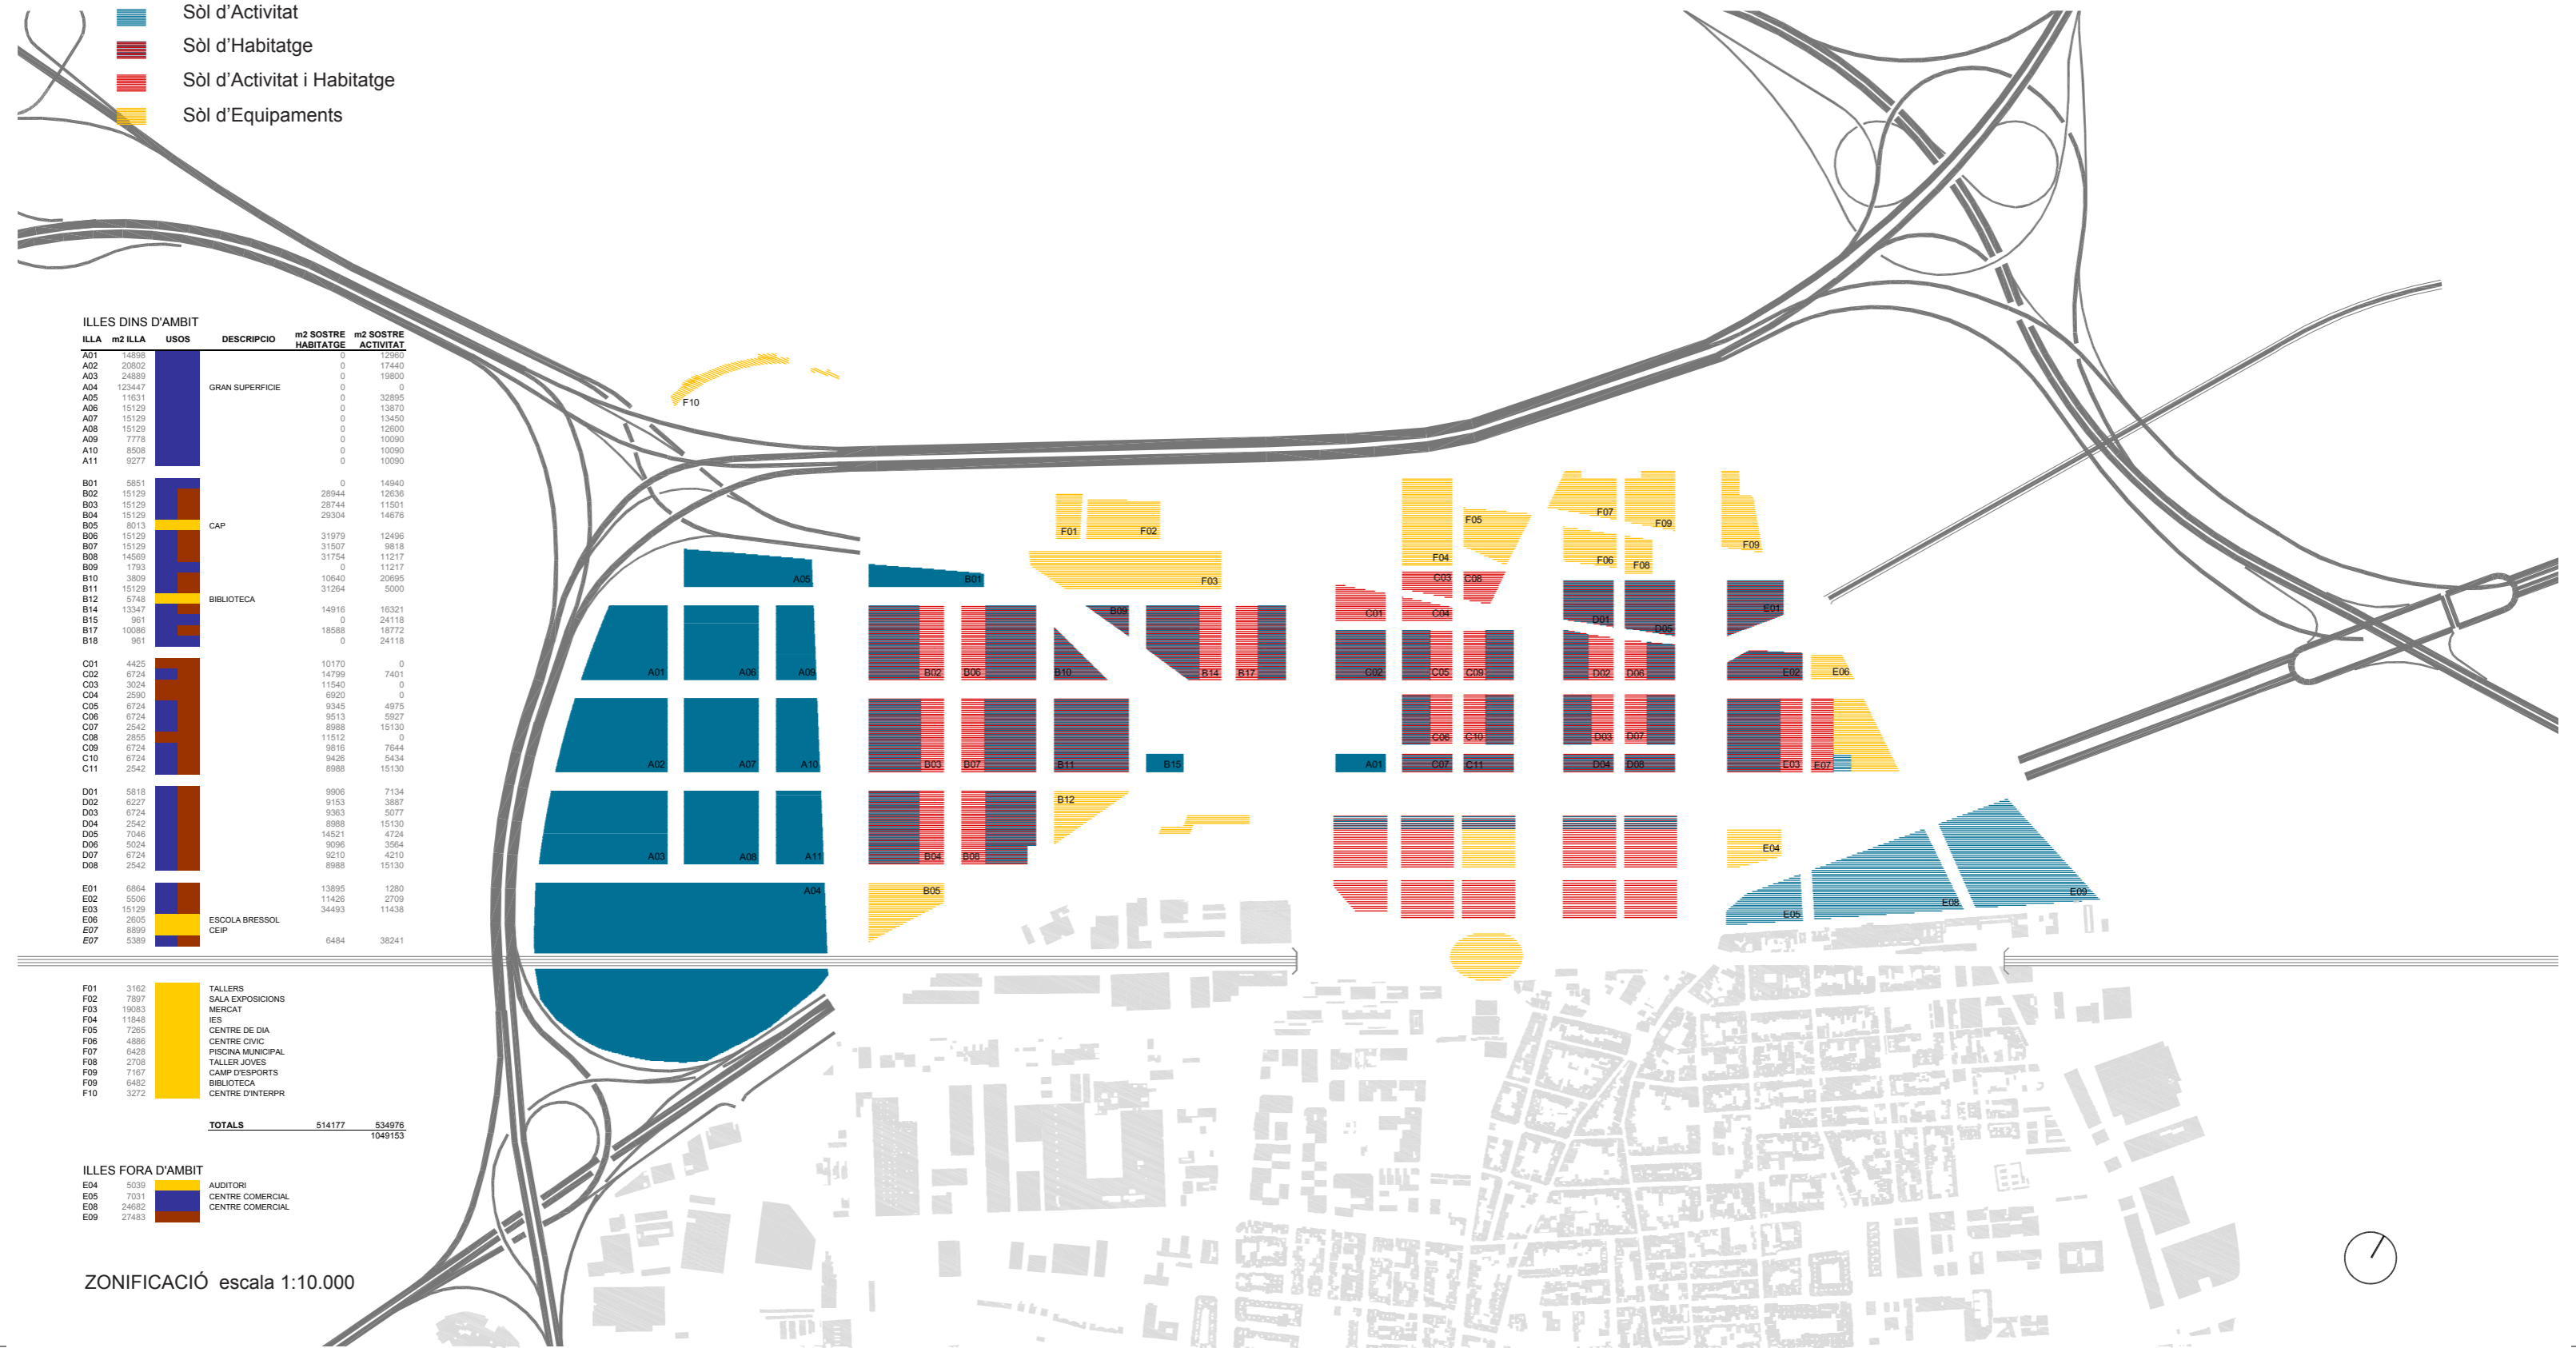 Sòl d'Activitat
Sòl d'Habitatge
Sòl d'Activitat i Habitatge
Sòl d'Equipaments
ILLES DINS D'AMBIT
ILLA m2 ILLA USOS DESCRIPCIO m2 SOSTRE HABITATGE m2 SOSTRE ACTIVITAT
A01 14898 0 12960
A02 20802 0 17440
A03 24889 0 19800
A04 123447 GRAN SUPERFICIE 0 0
A05 11631 0 32895
A06 15129 0 13870
A07 15129 0 13450
A08 15129 0 12600
A09 7778 0 10090
A10 8508 0 10090
A11 9277 0 10090
B01 5851 0 14940
B02 15129 28944 12636
B03 15129 28744 11501
B04 15129 29304 14676
B05 8013 CAP
B06 15129 31979 12496
B07 15129 31507 9818
B08 14569 31754 11217
B09 1793 0 11217
B10 3809 10640 20695
B11 15129 31264 5000
B12 5748 BIBLIOTECA
B14 13347 14916 16321
B15 961 0 24118
B17 10086 18588 18772
B18 961 0 24118
C01 4425 10170 0
C02 6724 14799 7401
C03 3024 11540 0
C04 2590 6920 0
C05 6724 9345 4975
C06 6724 9513 5927
C07 2542 8988 15130
C08 2855 11512 0
C09 6724 9816 7644
C10 6724 9426 5434
C11 2542 8988 15130
D01 5818 9906 7134
D02 6227 9153 3887
D03 6724 9363 5077
D04 2542 8988 15130
D05 7046 14521 4724
D06 5024 9096 3564
D07 6724 9210 4210
D08 2542 8988 15130
E01 6864 13895 1280
E02 5506 11426 2709
E03 15129 34493 11438
E06 2605 ESCOLA BRESSOL
E07 8899 CEIP
E07 5389 6484 38241
F01 3162 TALLERS
F02 7897 SALA EXPOSICIONS
F03 19083 MERCAT
F04 11848 IES
F05 7265 CENTRE DE DIA
F06 4886 CENTRE CIVIC
F07 6428 PISCINA MUNICIPAL
F08 2708 TALLER JOVES
F09 7167 CAMP D'ESPORTS
F09 6482 BIBLIOTECA
F10 3272 CENTRE D'INTERPR
TOTALS 514177 534976
1049153
ILLES FORA D'AMBIT
E04 5039 AUDITORI
E05 7031 CENTRE COMERCIAL
E08 24682 CENTRE COMERCIAL
E09 27483
ZONIFICACIÓ escala 1:10.000
F10
F01 F02 F04 F05 F07 F09 F09
A05 B01 F03 F06 F08
C03 C08
B09 C01 C04 D01 D05 E01
A01 A06 A09 B02 B06 B10 B14 B17 C02 C05 C09 D02 D06 E02 E06
C06 C10 D03 D07
A02 A07 A10 B03 B07 B11 B15 A01 C07 C11 D04 D08 E03 E07
B12
A03 A08 A11 B04 B08 E04
A04 B05 E05 E08 E09